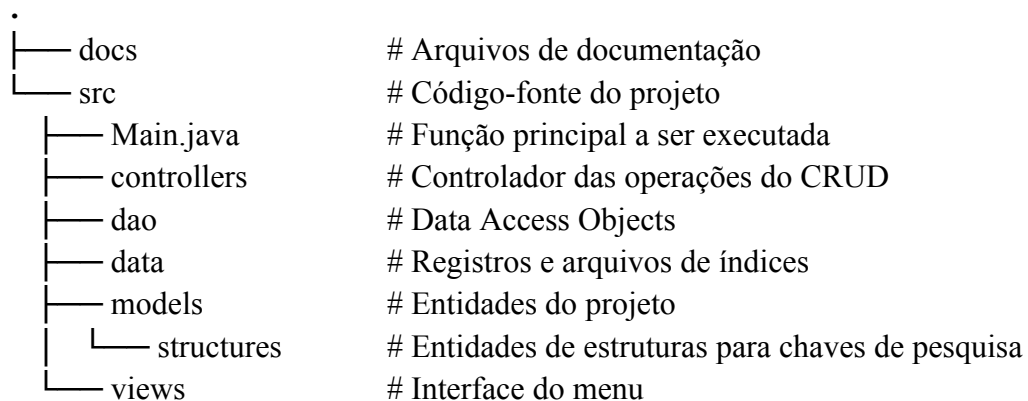 .
├── docs # Arquivos de documentação
└── src # Código-fonte do projeto
├── Main.java # Função principal a ser executada
├── controllers # Controlador das operações do CRUD
├── dao # Data Access Objects
├── data # Registros e arquivos de índices
├── models # Entidades do projeto
│ └── structures # Entidades de estruturas para chaves de pesquisa
└── views # Interface do menu